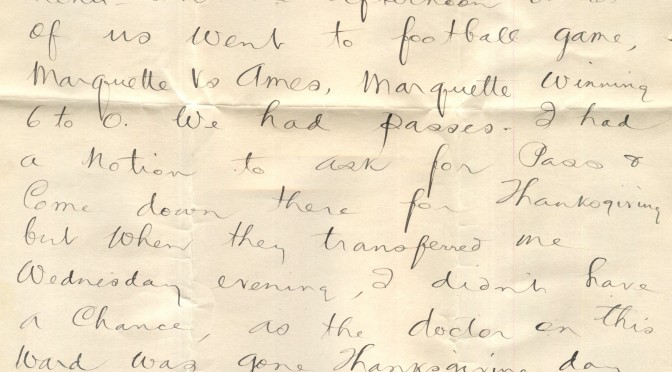 afternoon
of us went to football game,
Marquette Vs Ames, Marquette Winning
6 to 0. We had passes. I had
a Notion to ask for Pass &
Come down there for Thanksgiving
but When they transferred me
Wednesday evening, I didn't have
a Chance, as the doctor on this
Ward was gone Thanksgiving day